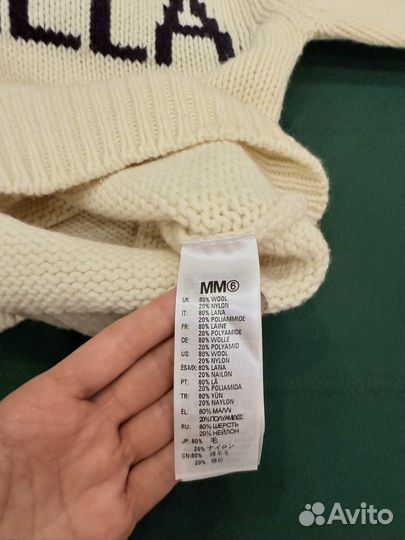 LLA
MM⑥
UK: 80% WOOL
20% NYLON
IT: 80% LANA
20% POLIAMMIDE
FR: 80% LAINE
20% POLYAMIDE
DE: 80% WOLLE
20% POLYAMID
US: 80% WOOL
20% NYLON
ES-MX: 80% LANA
20% NAILON
PT: 80% LÃ
20% POLIAMIDA
TR: 80% YÜN
20% NAYLON
EL: 80% ΜΑΛΛΙ
20% ΠΟΛΥΑΜΙΔΕΣ
RU: 80% ШЕРСТЬ
20% НЕЙЛОН
JP: 80% 毛
20% ナイロン
CN: 80% 绵羊毛
20% 锦纶
Avito